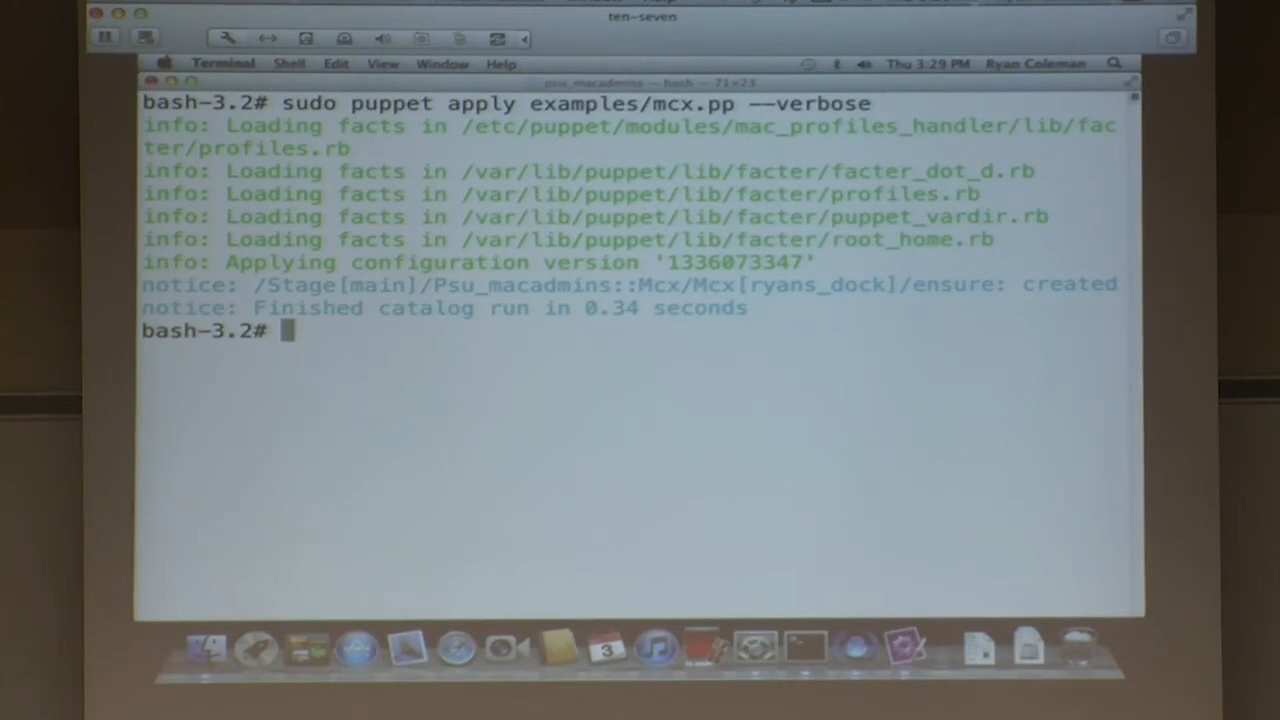 ten-seven
Terminal Shell Edit View Window Help Thu 3:29 PM Ryan Coleman
psu_macadmins — bash — 71×23
bash-3.2# sudo puppet apply examples/mcx.pp --verbose
info: Loading facts in /etc/puppet/modules/mac_profiles_handler/lib/fac
ter/profiles.rb
info: Loading facts in /var/lib/puppet/lib/facter/facter_dot_d.rb
info: Loading facts in /var/lib/puppet/lib/facter/profiles.rb
info: Loading facts in /var/lib/puppet/lib/facter/puppet_vardir.rb
info: Loading facts in /var/lib/puppet/lib/facter/root_home.rb
info: Applying configuration version '1336073347'
notice: /Stage[main]/Psu_macadmins::Mcx/Mcx[ryans_dock]/ensure: created
notice: Finished catalog run in 0.34 seconds
bash-3.2#
3